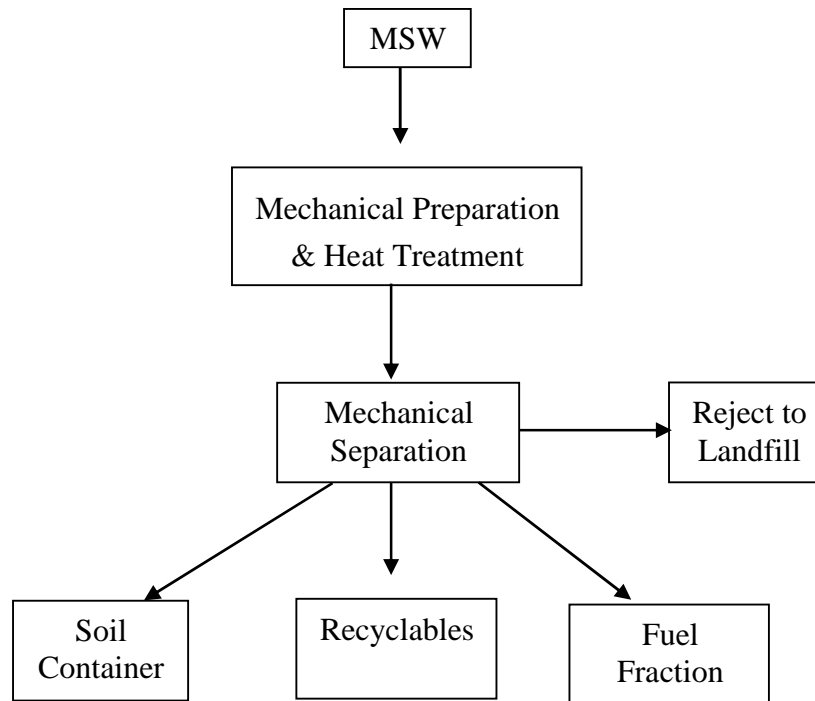 MSW
Mechanical Preparation
& Heat Treatment
Mechanical
Separation
Reject to
Landfill
Soil
Container
Recyclables
Fuel
Fraction